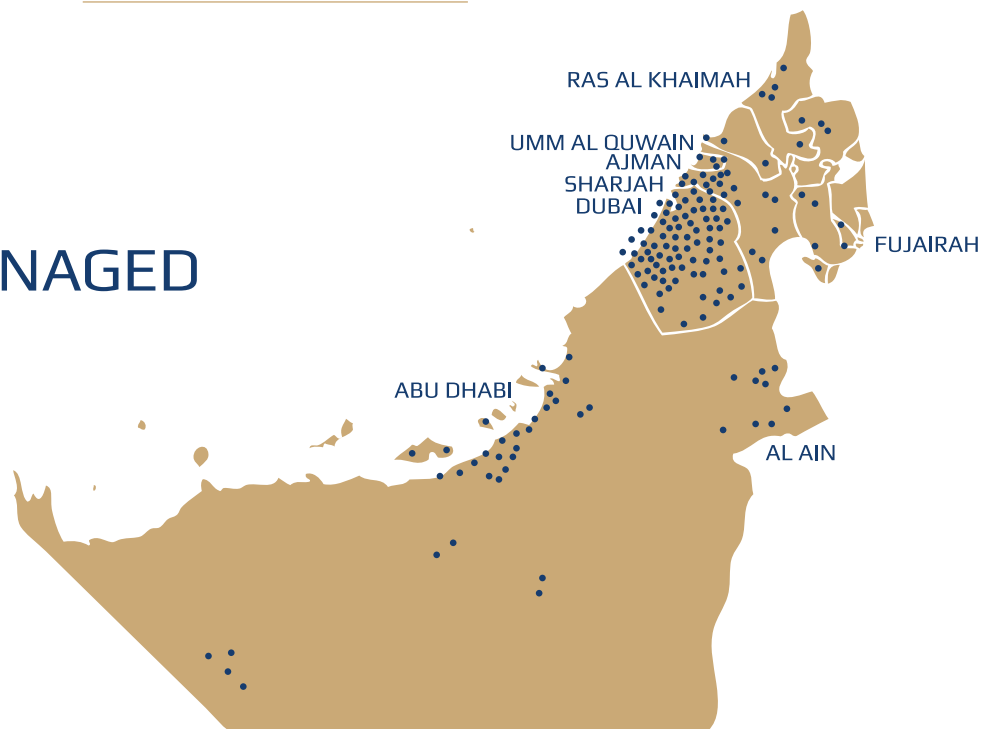 RAS AL KHAIMAH
UMM AL QUWAIN
AJMAN
SHARJAH
DUBAI
FUJAIRAH
NAGED
ABU DHABI
AL AIN